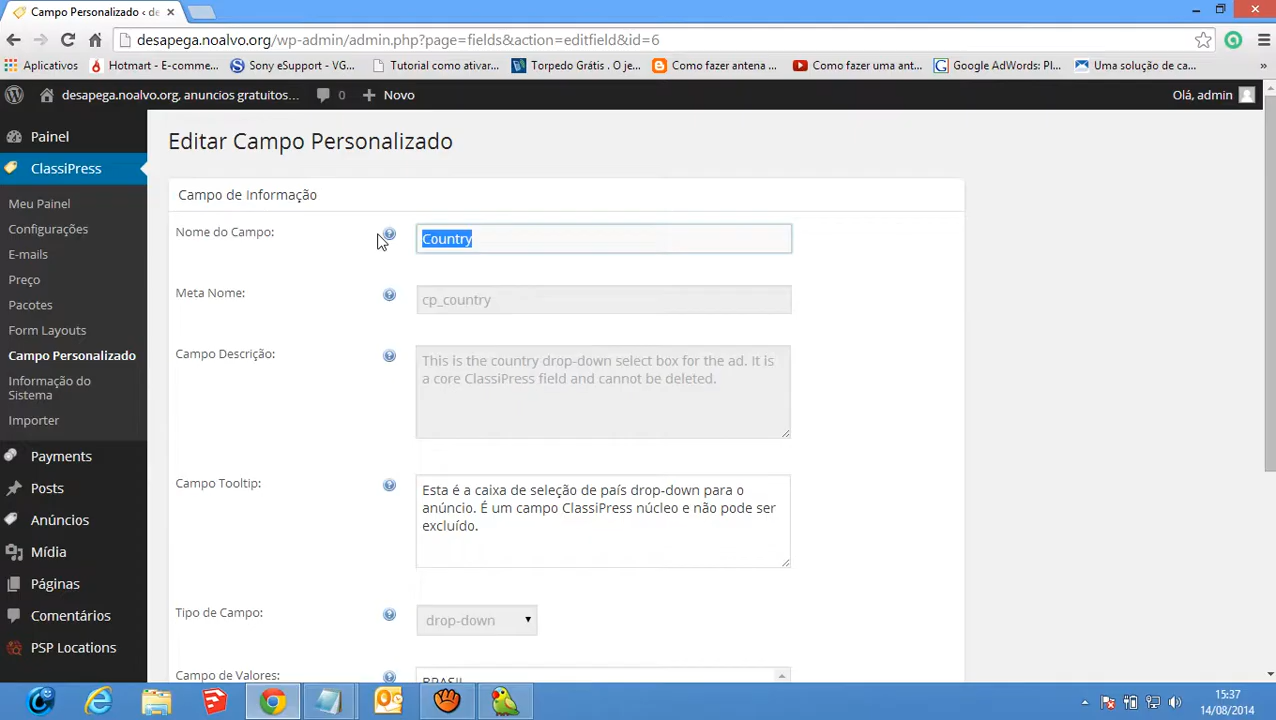 Campo Personalizado ‹ de
desapega.noalvo.org/wp-admin/admin.php?page=fields&action=editfield&id=6
Aplicativos
Hotmart - E-comme...
Sony eSupport - VG...
Tutorial como ativar...
Torpedo Grátis . O je...
Como fazer antena ...
Como fazer uma ant...
Google AdWords: Pl...
Uma solução de ca...
»
desapega.noalvo.org, anuncios gratuitos...
0
Novo
Olá, admin
Painel
ClassiPress
Meu Painel
Configurações
E-mails
Preço
Pacotes
Form Layouts
Campo Personalizado
Informação do
Sistema
Importer
Payments
Posts
Anúncios
Mídia
Páginas
Comentários
PSP Locations
Editar Campo Personalizado
Campo de Informação
Nome do Campo:
Country
Meta Nome:
cp_country
Campo Descrição:
This is the country drop-down select box for the ad. It is
a core ClassiPress field and cannot be deleted.
Campo Tooltip:
Esta é a caixa de seleção de país drop-down para o
anúncio. É um campo ClassiPress núcleo e não pode ser
excluído.
Tipo de Campo:
drop-down
Campo de Valores:
BRASIL
15:37
14/08/2014